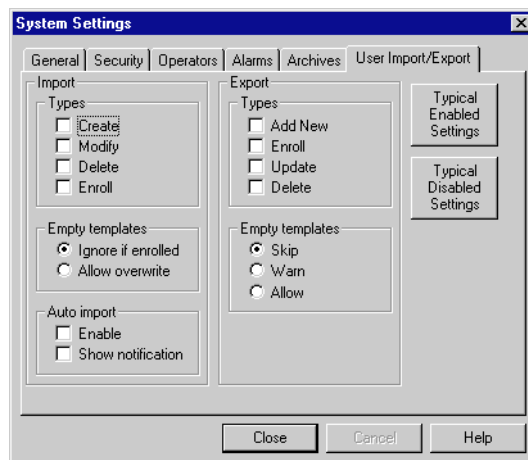 System Settings
General Security Operators Alarms Archives User Import/Export
Import
Types
Create
Modify
Delete
Enroll
Empty templates
Ignore if enrolled
Allow overwrite
Auto import
Enable
Show notification
Export
Types
Add New
Enroll
Update
Delete
Empty templates
Skip
Warn
Allow
Typical
Enabled
Settings
Typical
Disabled
Settings
Close Cancel Help